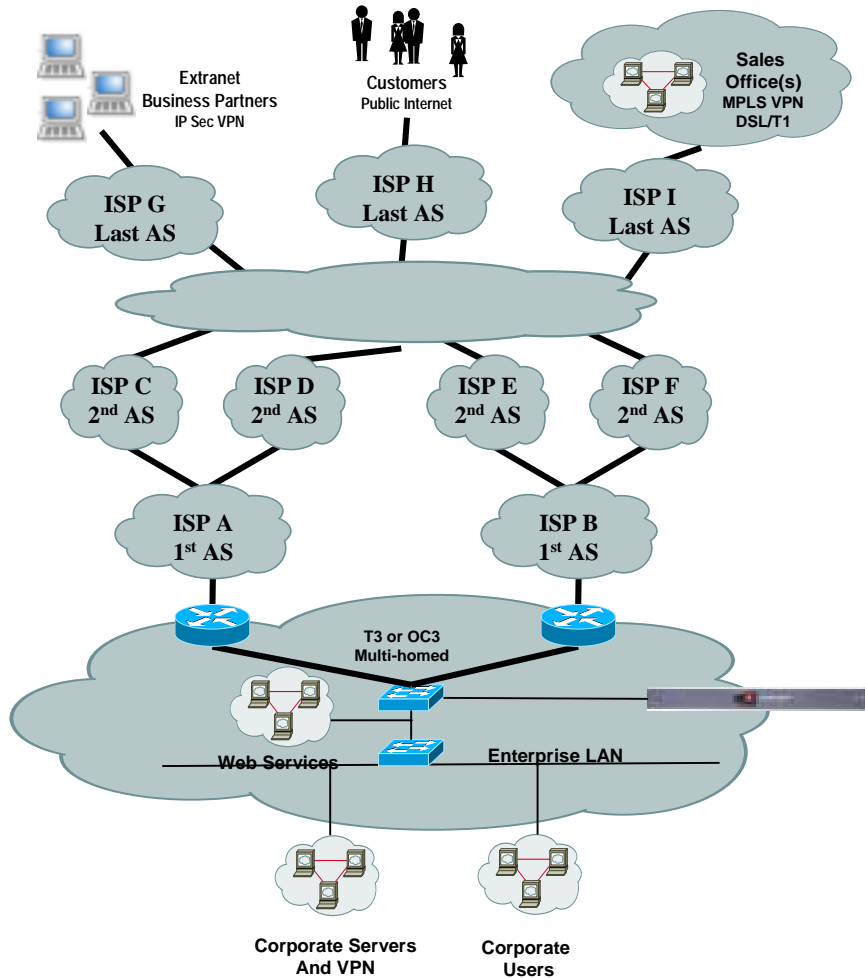 Extranet
Business Partners
IP Sec VPN
Customers
Public Internet
Sales
Office(s)
MPLS VPN
DSL/T1
ISP G
Last AS
ISP H
Last AS
ISP I
Last AS
ISP C
2nd AS
ISP D
2nd AS
ISP E
2nd AS
ISP F
2nd AS
ISP A
1st AS
ISP B
1st AS
T3 or OC3
Multi-homed
Web Services
Enterprise LAN
Corporate Servers
And VPN
Corporate
Users